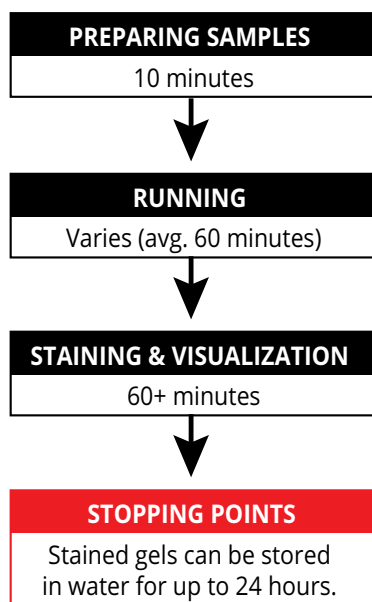 PREPARING SAMPLES
10 minutes
RUNNING
Varies (avg. 60 minutes)
STAINING & VISUALIZATION
60+ minutes
STOPPING POINTS
Stained gels can be stored
in water for up to 24 hours.